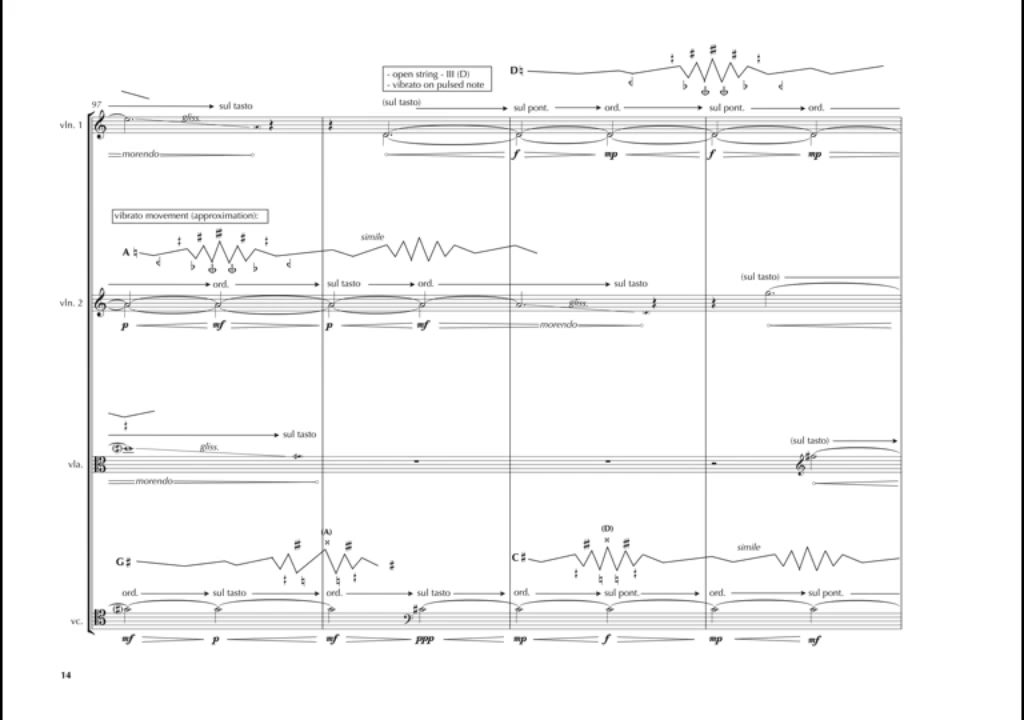 - open string - III (D)
- vibrato on pulsed note
D♮
97
sul tasto
(sul tasto)
sul pont.
ord.
sul pont.
ord.
vln. 1
gliss.
morendo
f
mp
f
mp
vibrato movement (approximation):
A♮
simile
ord.
sul tasto
ord.
sul tasto
(sul tasto)
vln. 2
gliss.
p
mf
p
mf
morendo
sul tasto
(sul tasto)
gliss.
vla.
morendo
G♯
(A)
C♯
(D)
simile
ord.
sul tasto
ord.
sul tasto
ord.
sul pont.
ord.
sul pont.
vc.
mf
p
mf
ppp
mp
f
mp
mf
14